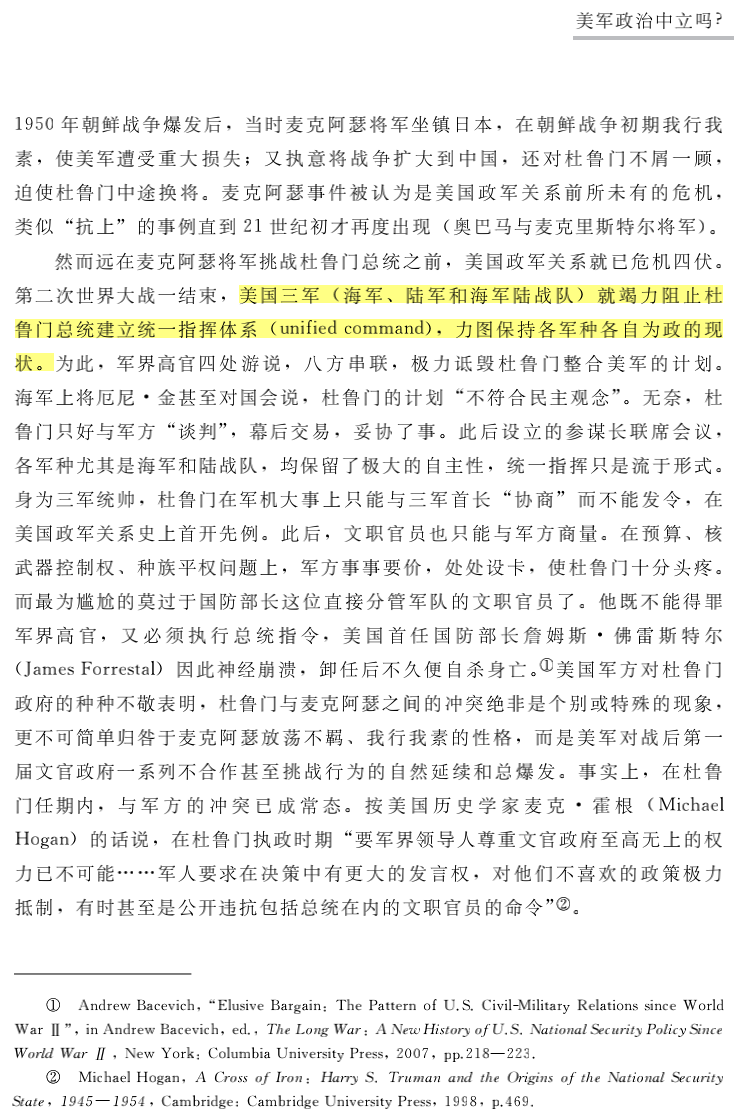 美军政治中立吗?
1950 年朝鲜战争爆发后，当时麦克阿瑟将军坐镇日本，在朝鲜战争初期我行我
素，使美军遭受重大损失；又执意将战争扩大到中国，还对杜鲁门不屑一顾，
迫使杜鲁门中途换将。麦克阿瑟事件被认为是美国政军关系前所未有的危机，
类似“抗上”的事例直到 21 世纪初才再度出现（奥巴马与麦克里斯特尔将军）。
然而远在麦克阿瑟将军挑战杜鲁门总统之前，美国政军关系就已危机四伏。
第二次世界大战一结束，美国三军（海军、陆军和海军陆战队）就竭力阻止杜
鲁门总统建立统一指挥体系（unified command），力图保持各军种各自为政的现
状。为此，军界高官四处游说，八方串联，极力诋毁杜鲁门整合美军的计划。
海军上将厄尼·金甚至对国会说，杜鲁门的计划“不符合民主观念”。无奈，杜
鲁门只好与军方“谈判”，幕后交易，妥协了事。此后设立的参谋长联席会议，
各军种尤其是海军和陆战队，均保留了极大的自主性，统一指挥只是流于形式。
身为三军统帅，杜鲁门在军机大事上只能与三军首长“协商”而不能发令，在
美国政军关系史上首开先例。此后，文职官员也只能与军方商量。在预算、核
武器控制权、种族平权问题上，军方事事要价，处处设卡，使杜鲁门十分头疼。
而最为尴尬的莫过于国防部长这位直接分管军队的文职官员了。他既不能得罪
军界高官，又必须执行总统指令，美国首任国防部长詹姆斯·佛雷斯特尔
（James Forrestal）因此神经崩溃，卸任后不久便自杀身亡。①美国军方对杜鲁门
政府的种种不敬表明，杜鲁门与麦克阿瑟之间的冲突绝非是个别或特殊的现象，
更不可简单归咎于麦克阿瑟放荡不羁、我行我素的性格，而是美军对战后第一
届文官政府一系列不合作甚至挑战行为的自然延续和总爆发。事实上，在杜鲁
门任期内，与军方的冲突已成常态。按美国历史学家麦克·霍根（Michael
Hogan）的话说，在杜鲁门执政时期“要军界领导人尊重文官政府至高无上的权
力已不可能……军人要求在决策中有更大的发言权，对他们不喜欢的政策极力
抵制，有时甚至是公开违抗包括总统在内的文职官员的命令”②。
① Andrew Bacevich, “Elusive Bargain: The Pattern of U.S. Civil-Military Relations since World
War Ⅱ”, in Andrew Bacevich, ed., The Long War: A New History of U.S. National Security Policy Since
World War Ⅱ, New York: Columbia University Press, 2007, pp.218—223.
② Michael Hogan, A Cross of Iron: Harry S. Truman and the Origins of the National Security
State, 1945—1954, Cambridge: Cambridge University Press, 1998, p.469.